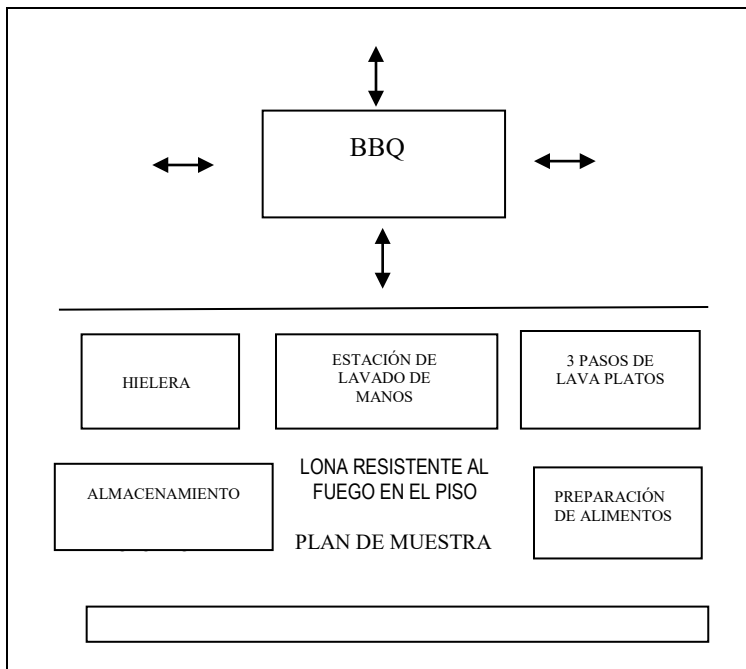 BBQ
HIELERA
ESTACIÓN DE
LAVADO DE
MANOS
3 PASOS DE
LAVA PLATOS
ALMACENAMIENTO
LONA RESISTENTE AL
FUEGO EN EL PISO
PREPARACIÓN
DE ALIMENTOS
PLAN DE MUESTRA